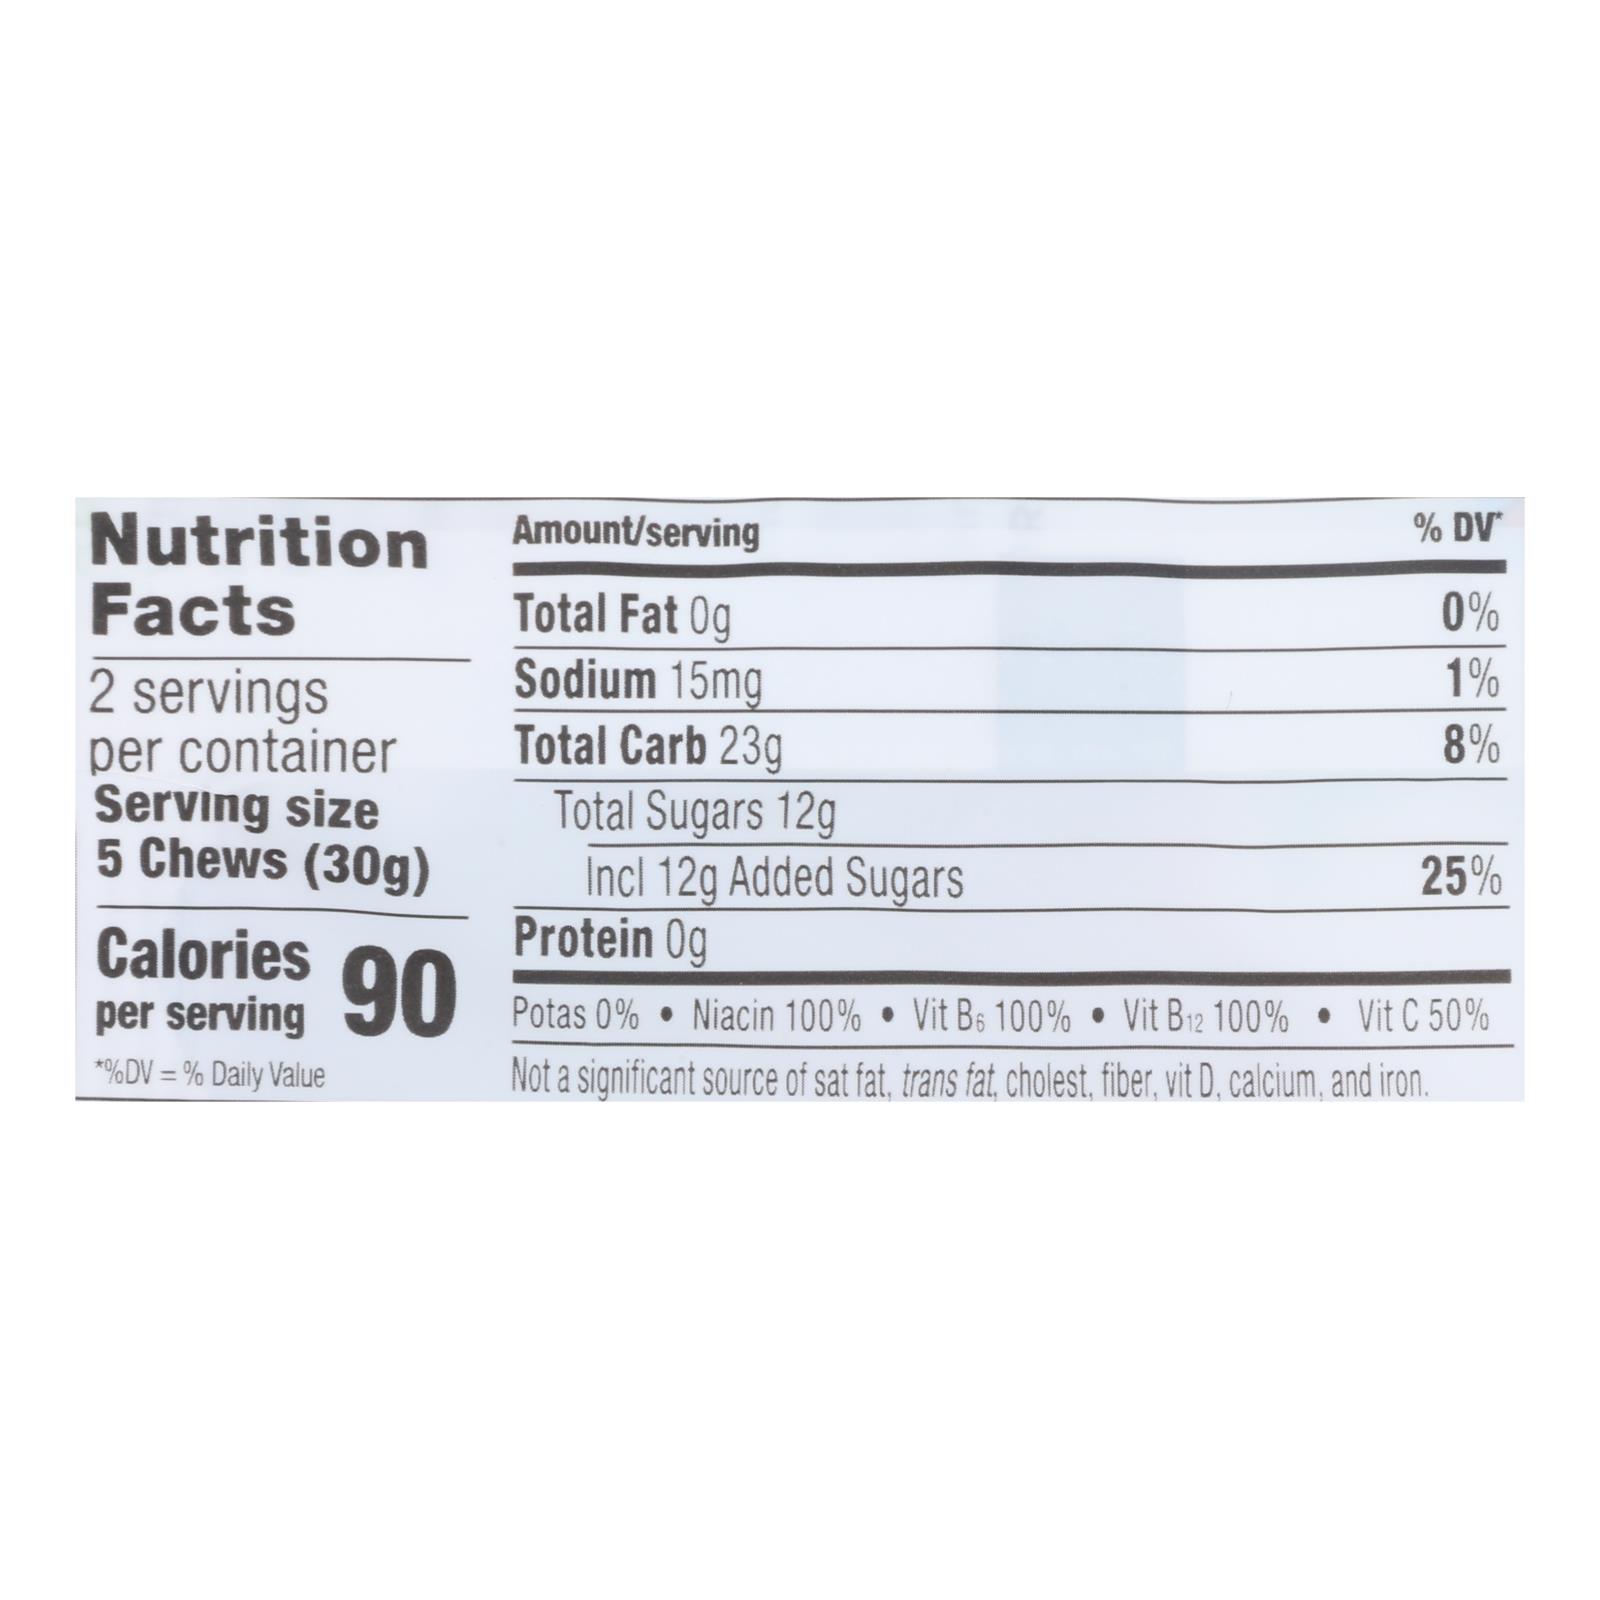 Nutrition
Facts
2 servings
per container
Serving size
5 Chews (30g)
Calories
per serving
90
*%DV = % Daily Value
Amount/serving % DV*
Total Fat 0g 0%
Sodium 15mg 1%
Total Carb 23g 8%
Total Sugars 12g
Incl 12g Added Sugars 25%
Protein 0g
Potas 0% • Niacin 100% • Vit B6 100% • Vit B12 100% • Vit C 50%
Not a significant source of sat fat, trans fat, cholest, fiber, vit D, calcium, and iron.